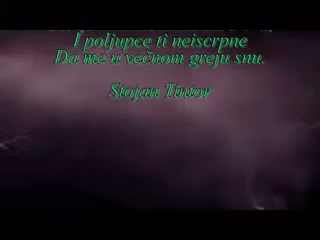 I poljupce ti neiscrpne
Da me u večnom greju snu.
Stojan Tintor